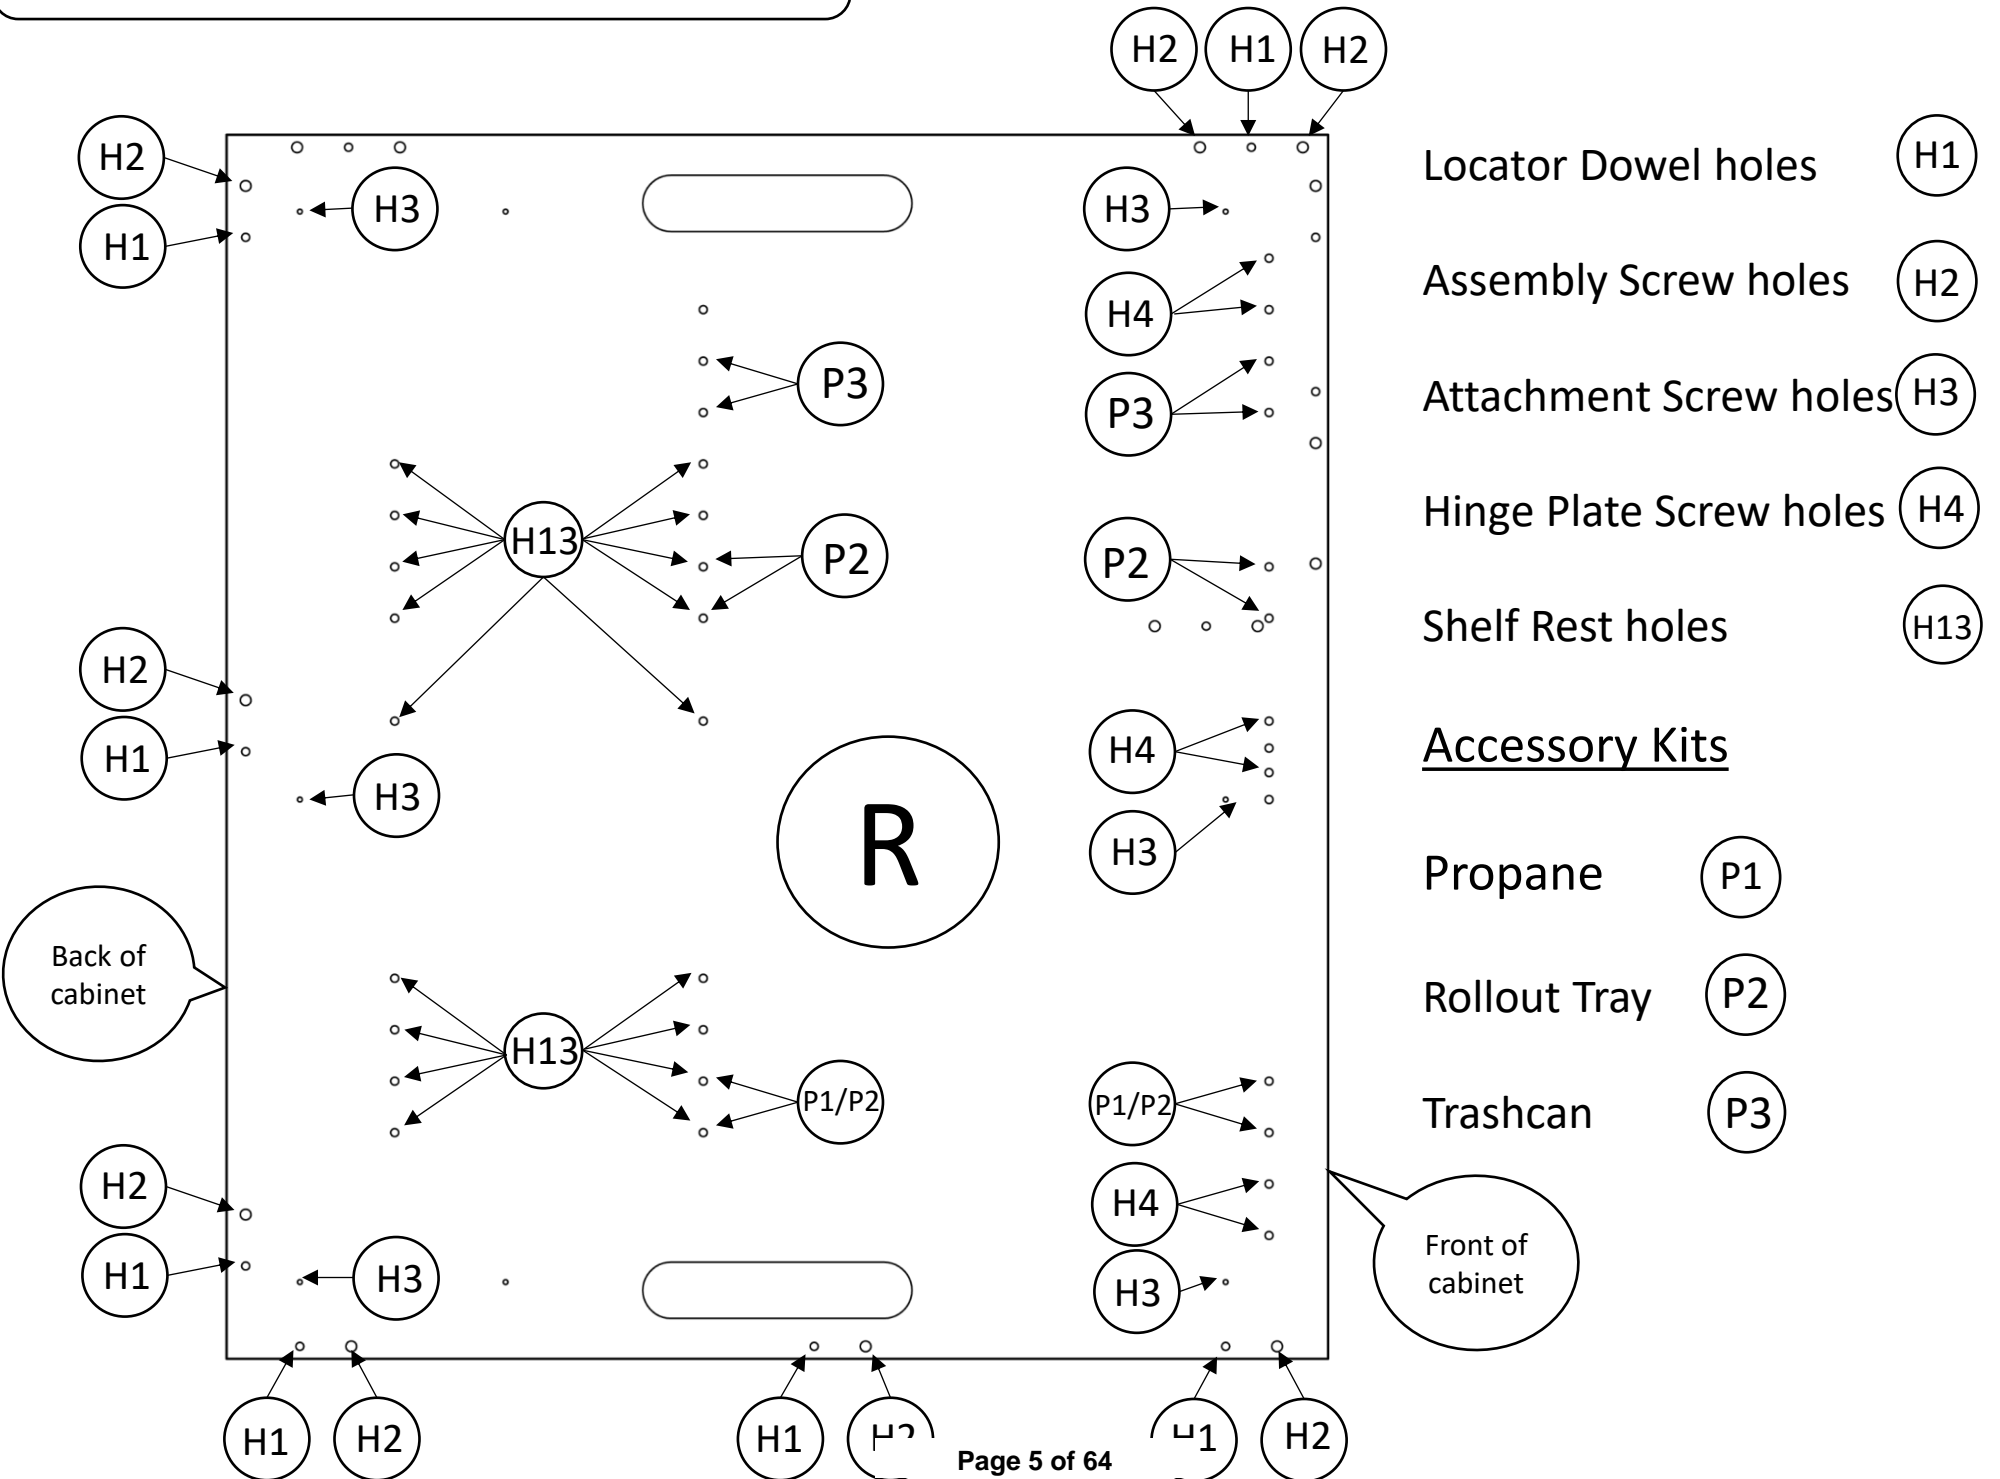 H2 H1 H2
H2
H1
H3
H3
H4
P3
P3
H13
P2
P2
H2
H1
H3
H4
H3
R
Back of
cabinet
H13
P1/P2
P1/P2
H2
H1
H3
H4
H3
Front of
cabinet
H1 H2 H1 H2 H1 H2
Locator Dowel holes H1
Assembly Screw holes H2
Attachment Screw holes H3
Hinge Plate Screw holes H4
Shelf Rest holes H13
Accessory Kits
Propane P1
Rollout Tray P2
Trashcan P3
Page 5 of 64